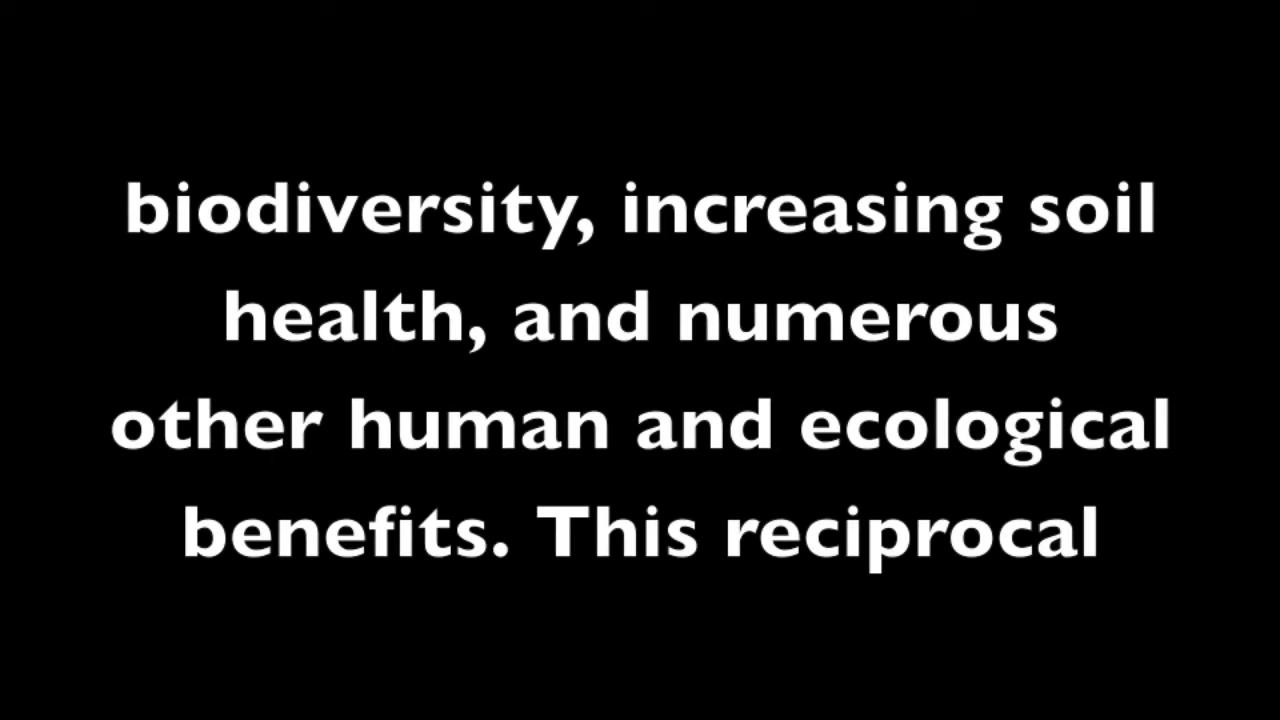 biodiversity, increasing soil
health, and numerous
other human and ecological
benefits. This reciprocal